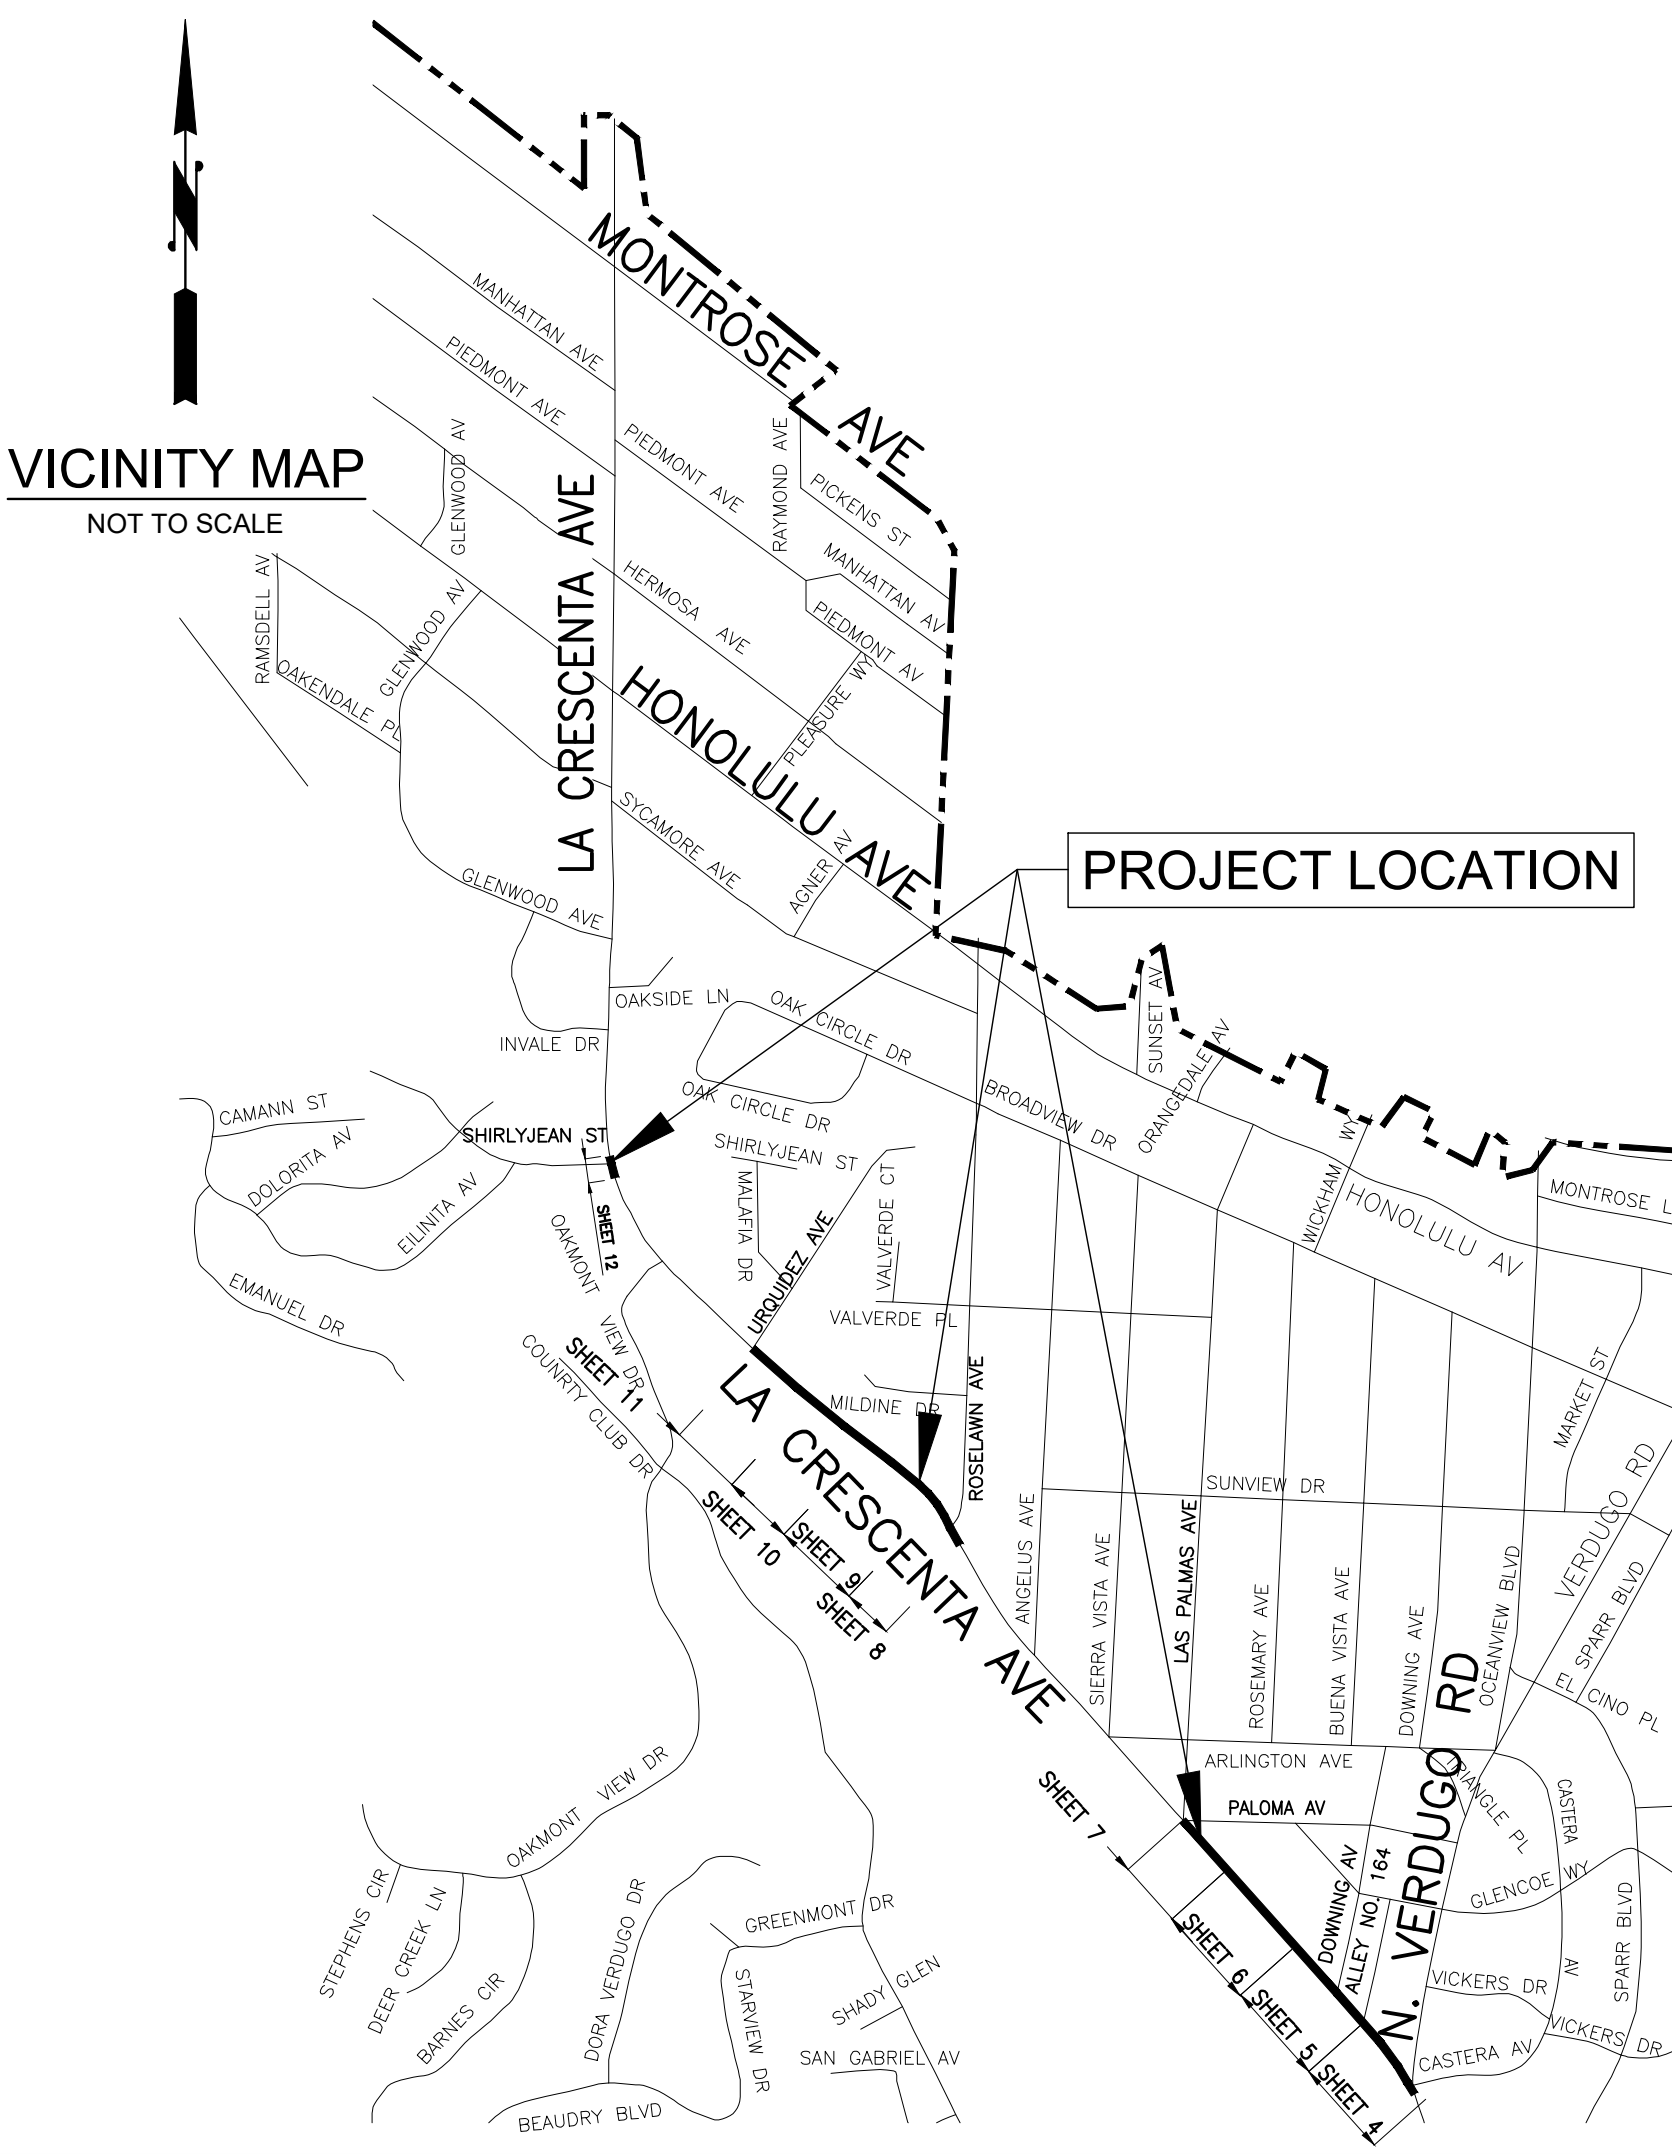 MONTROSE AVE
MANHATTAN AVE
PIEDMONT AVE
GLENWOOD AV
VICINITY MAP
NOT TO SCALE
LA CRESCENTA AVE
PIEDMONT AVE
RAYMOND AVE
PICKENS ST
MANHATTAN AV
HERMOSA AVE
PIEDMONT AV
PLEASURE WY
RAMSDELL AV
GLENWOOD AV
OAKENDALE PL
HONOLULU AVE
SYCAMORE AVE
AGNER AV
GLENWOOD AVE
PROJECT LOCATION
OAKSIDE LN
OAK CIRCLE DR
INVALE DR
SUNSET AV
ORANGEDALE AV
OAK CIRCLE DR
BROADVIEW DR
CAMANN ST
SHIRLYJEAN ST
SHIRLYJEAN ST
DOLORITA AV
EILINITA AV
MALAFIA DR
VALVERDE CT
WICKHAM WY
HONOLULU AV
MONTROSE L
SHEET 12
OAKMONT VIEW DR
URQUIDEZ AVE
EMANUEL DR
VALVERDE PL
COUNRTY CLUB DR
SHEET 11
MILDINE DR
ROSELAWN AVE
MARKET ST
LA CRESCENTA AVE
SUNVIEW DR
VERDUGO RD
SHEET 10
SHEET 9
SHEET 8
ANGELUS AVE
SIERRA VISTA AVE
LAS PALMAS AVE
ROSEMARY AVE
BUENA VISTA AVE
DOWNING AVE
OCEANVIEW BLVD
EL SPARR BLVD
CINO PL
N. VERDUGO RD
ARLINGTON AVE
TRIANGLE PL
PALOMA AV
CASTERA AV
OAKMONT VIEW DR
SHEET 7
DOWNING AV
ALLEY NO. 164
GLENCOE WY
SPARR BLVD
STEPHENS CIR
DEER CREEK LN
BARNES CIR
DORA VERDUGO DR
GREENMONT DR
STARVIEW DR
SHADY GLEN
SAN GABRIEL AV
BEAUDRY BLVD
SHEET 6
SHEET 5
SHEET 4
VICKERS DR
VICKERS DR
CASTERA AV